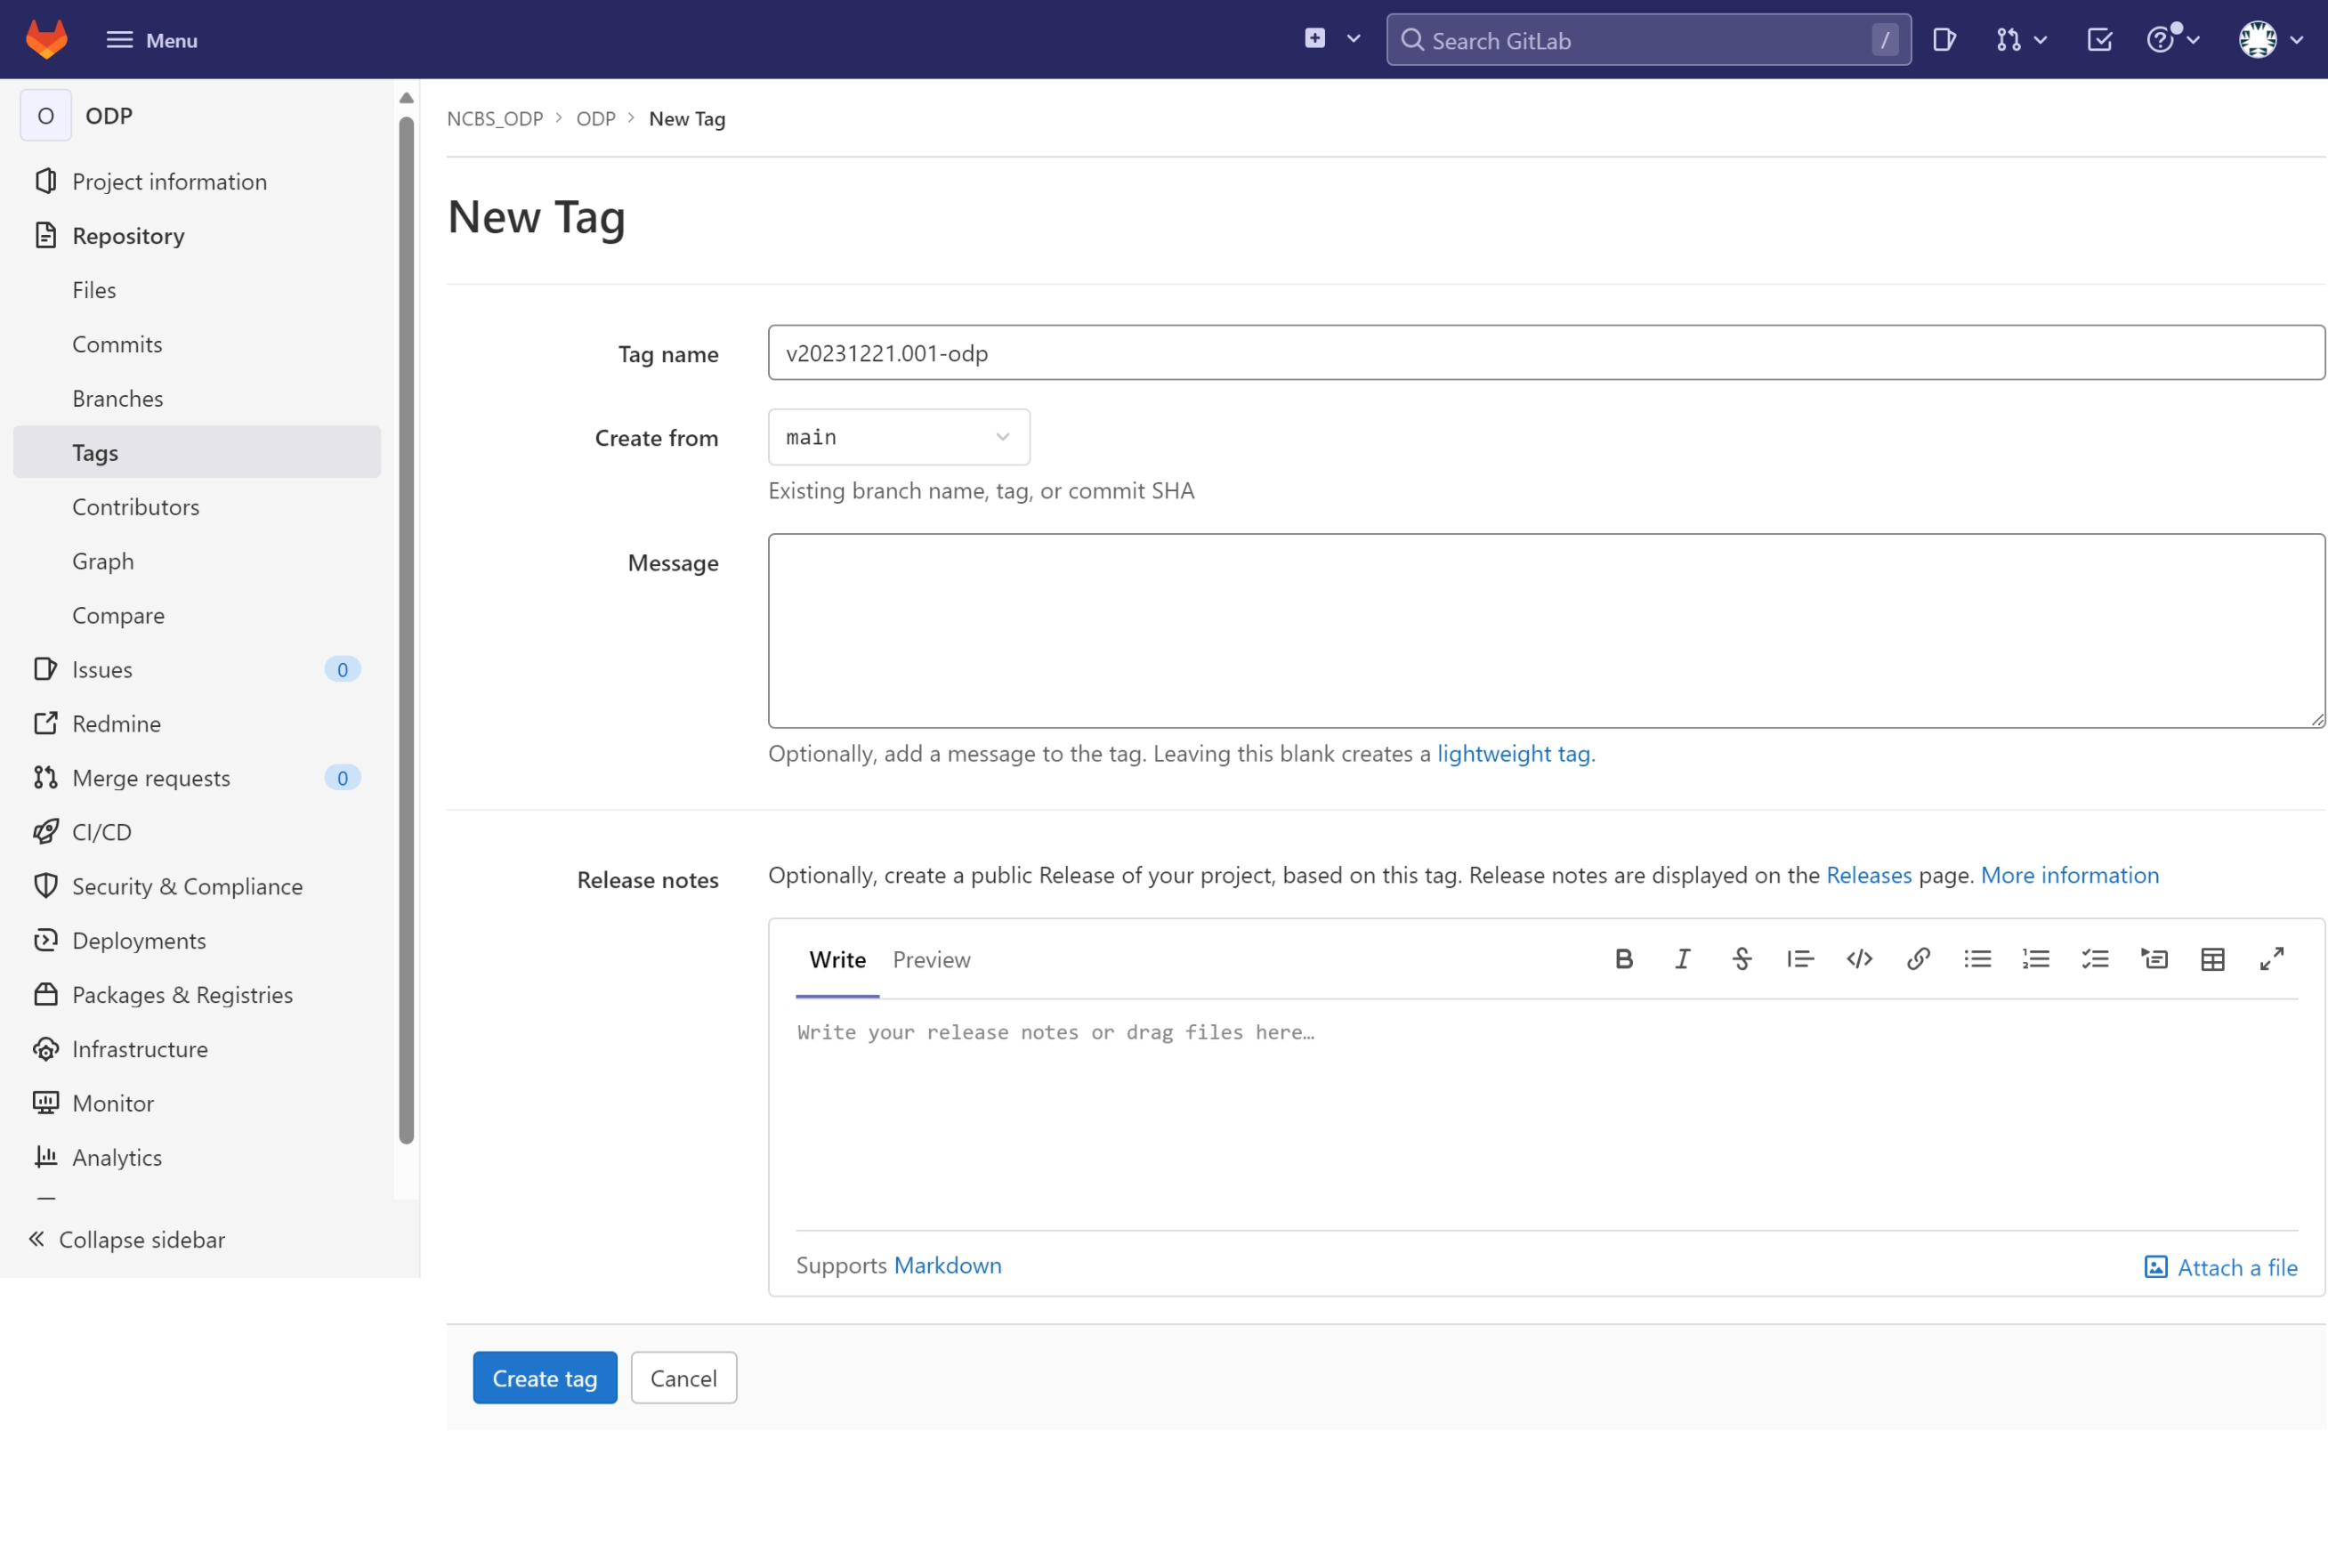 Menu
Search GitLab
/
O
ODP
Project information
Repository
Files
Commits
Branches
Tags
Contributors
Graph
Compare
Issues
0
Redmine
Merge requests
0
CI/CD
Security & Compliance
Deployments
Packages & Registries
Infrastructure
Monitor
Analytics
Collapse sidebar
NCBS_ODP > ODP > New Tag
New Tag
Tag name
v20231221.001-odp
Create from
main
Existing branch name, tag, or commit SHA
Message
Optionally, add a message to the tag. Leaving this blank creates a lightweight tag.
Release notes
Optionally, create a public Release of your project, based on this tag. Release notes are displayed on the Releases page. More information
Write
Preview
Write your release notes or drag files here…
Supports Markdown
Attach a file
Create tag
Cancel